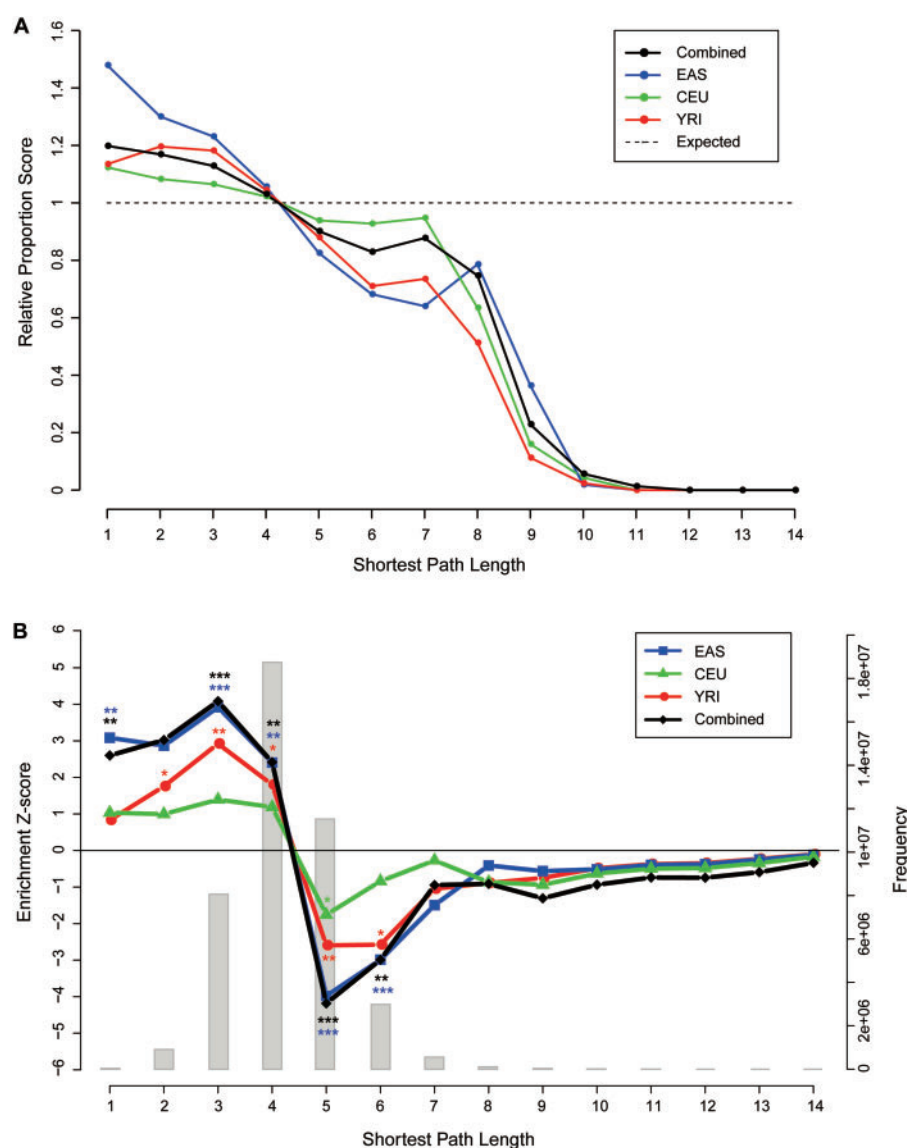 A
1.6
1.4
1.2
1
0.8
0.6
0.4
0.2
0
Relative Proportion Score
Combined
EAS
CEU
YRI
Expected
1 2 3 4 5 6 7 8 9 10 11 12 13 14
Shortest Path Length
B
6
5
4
3
2
1
0
−1
−2
−3
−4
−5
−6
Enrichment Z-score
EAS
CEU
YRI
Combined
** 
**
*
***
***
**
**
**
*
*
**
***
***
*
**
***
1.8e+07
1.4e+07
1e+07
6e+06
2e+06
0
Frequency
1 2 3 4 5 6 7 8 9 10 11 12 13 14
Shortest Path Length